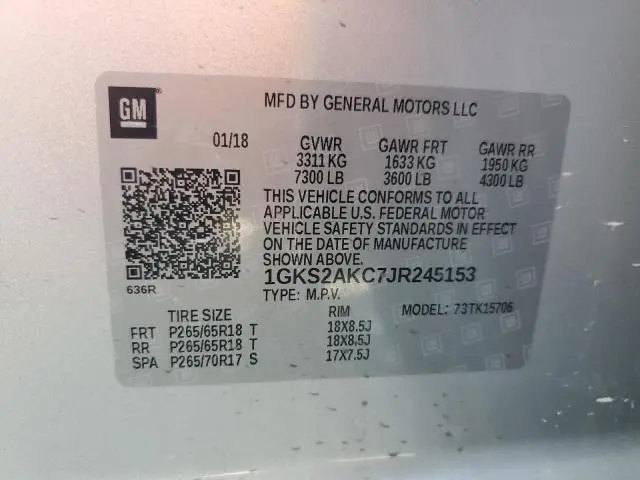 GM
MFD BY GENERAL MOTORS LLC
01/18 GVWR GAWR FRT GAWR RR
3311 KG 1633 KG 1950 KG
7300 LB 3600 LB 4300 LB
THIS VEHICLE CONFORMS TO ALL
APPLICABLE U.S. FEDERAL MOTOR
VEHICLE SAFETY STANDARDS IN EFFECT
ON THE DATE OF MANUFACTURE
SHOWN ABOVE.
636R
1GKS2AKC7JR245153
TYPE: M.P.V.
MODEL: 73TK15706
TIRE SIZE RIM
FRT P265/65R18 T 18X8.5J
RR P265/65R18 T 18X8.5J
SPA P265/70R17 S 17X7.5J